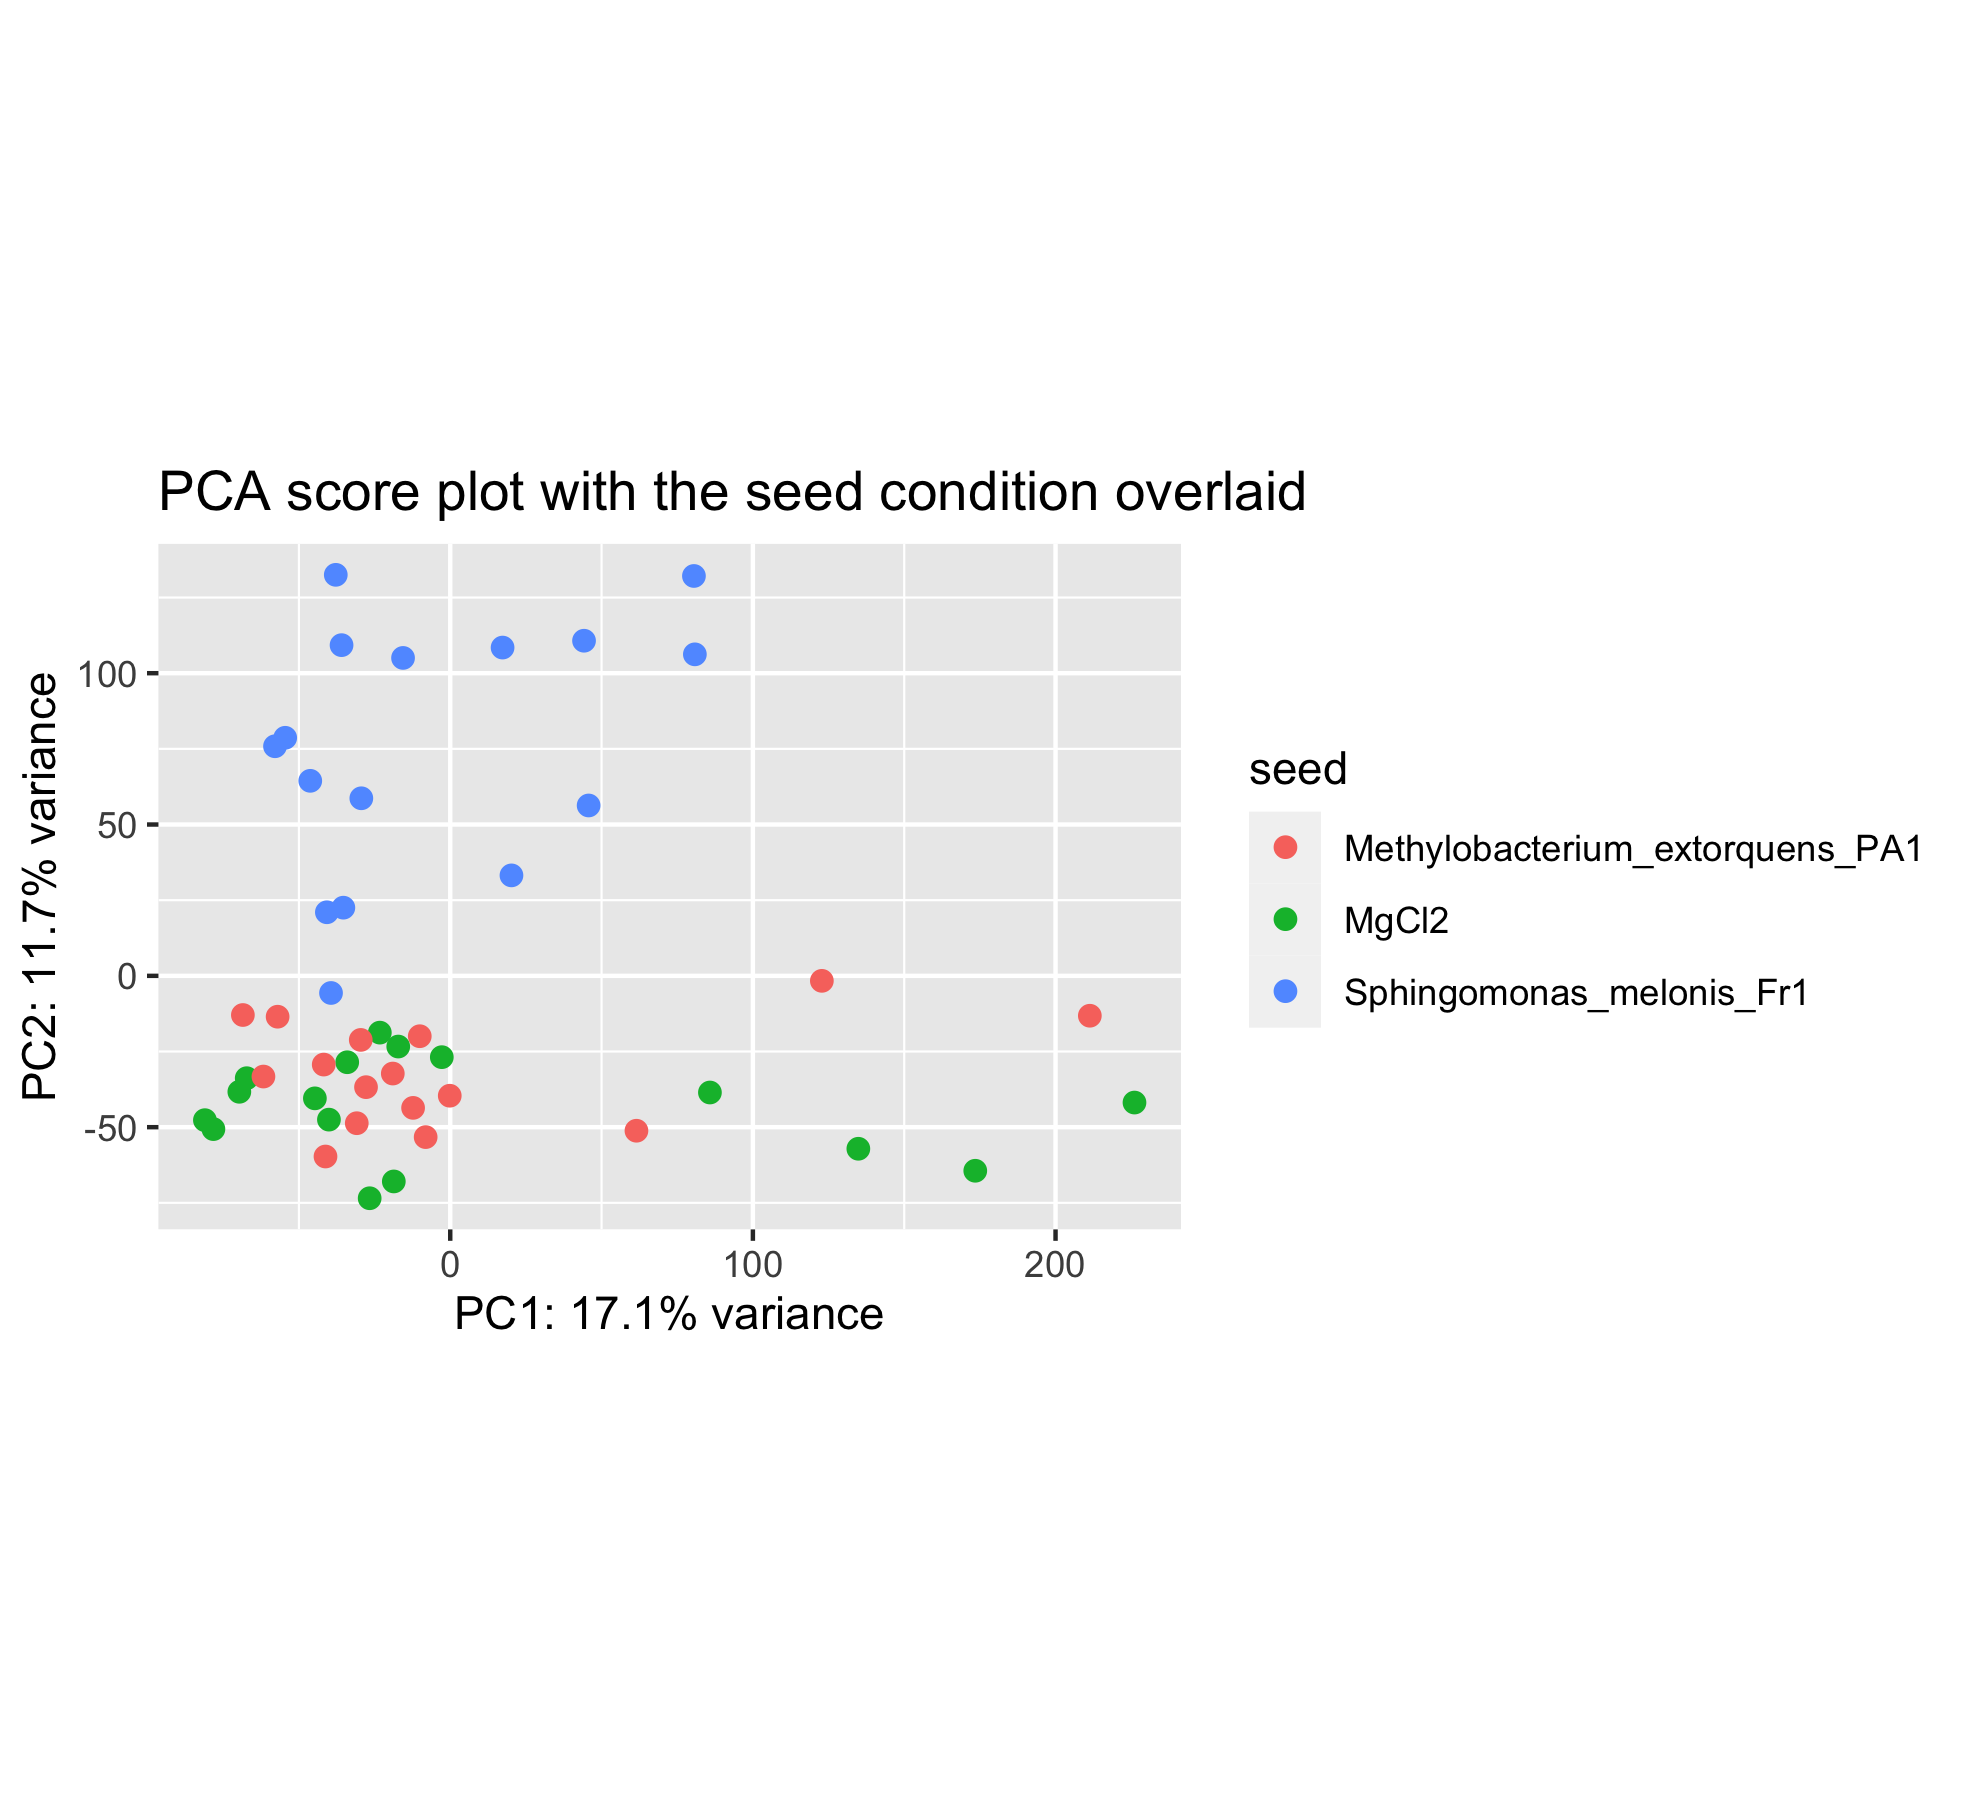 PCA score plot with the seed condition overlaid
PC2: 11.7% variance
100
50
0
-50
0
100
200
PC1: 17.1% variance
seed
Methylobacterium_extorquens_PA1
MgCl2
Sphingomonas_melonis_Fr1